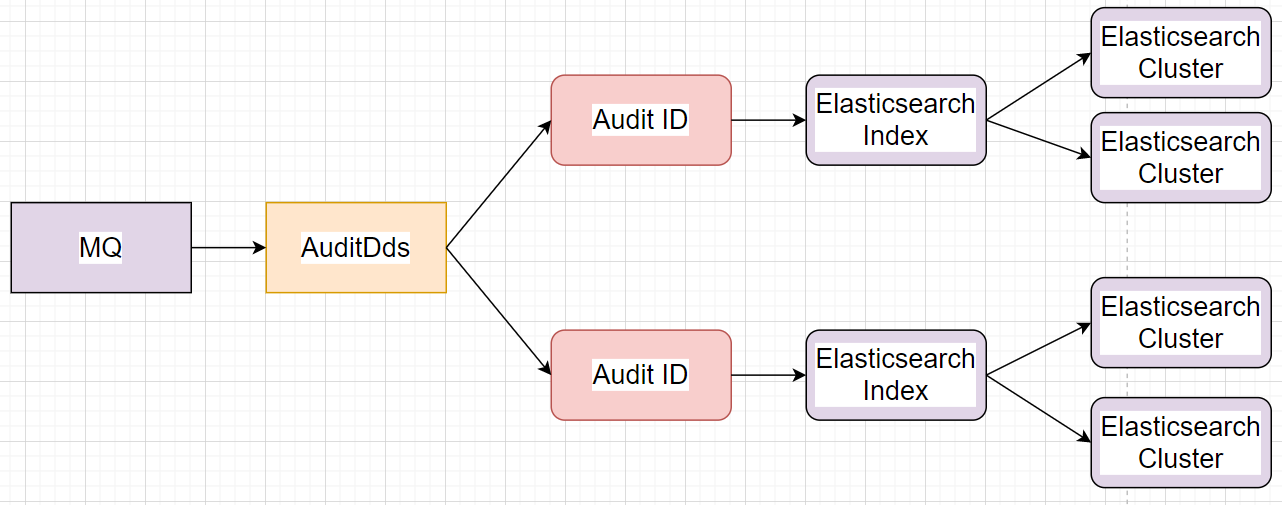 MQ
AuditDds
Audit ID
Elasticsearch
Index
Elasticsearch
Cluster
Elasticsearch
Cluster
Audit ID
Elasticsearch
Index
Elasticsearch
Cluster
Elasticsearch
Cluster